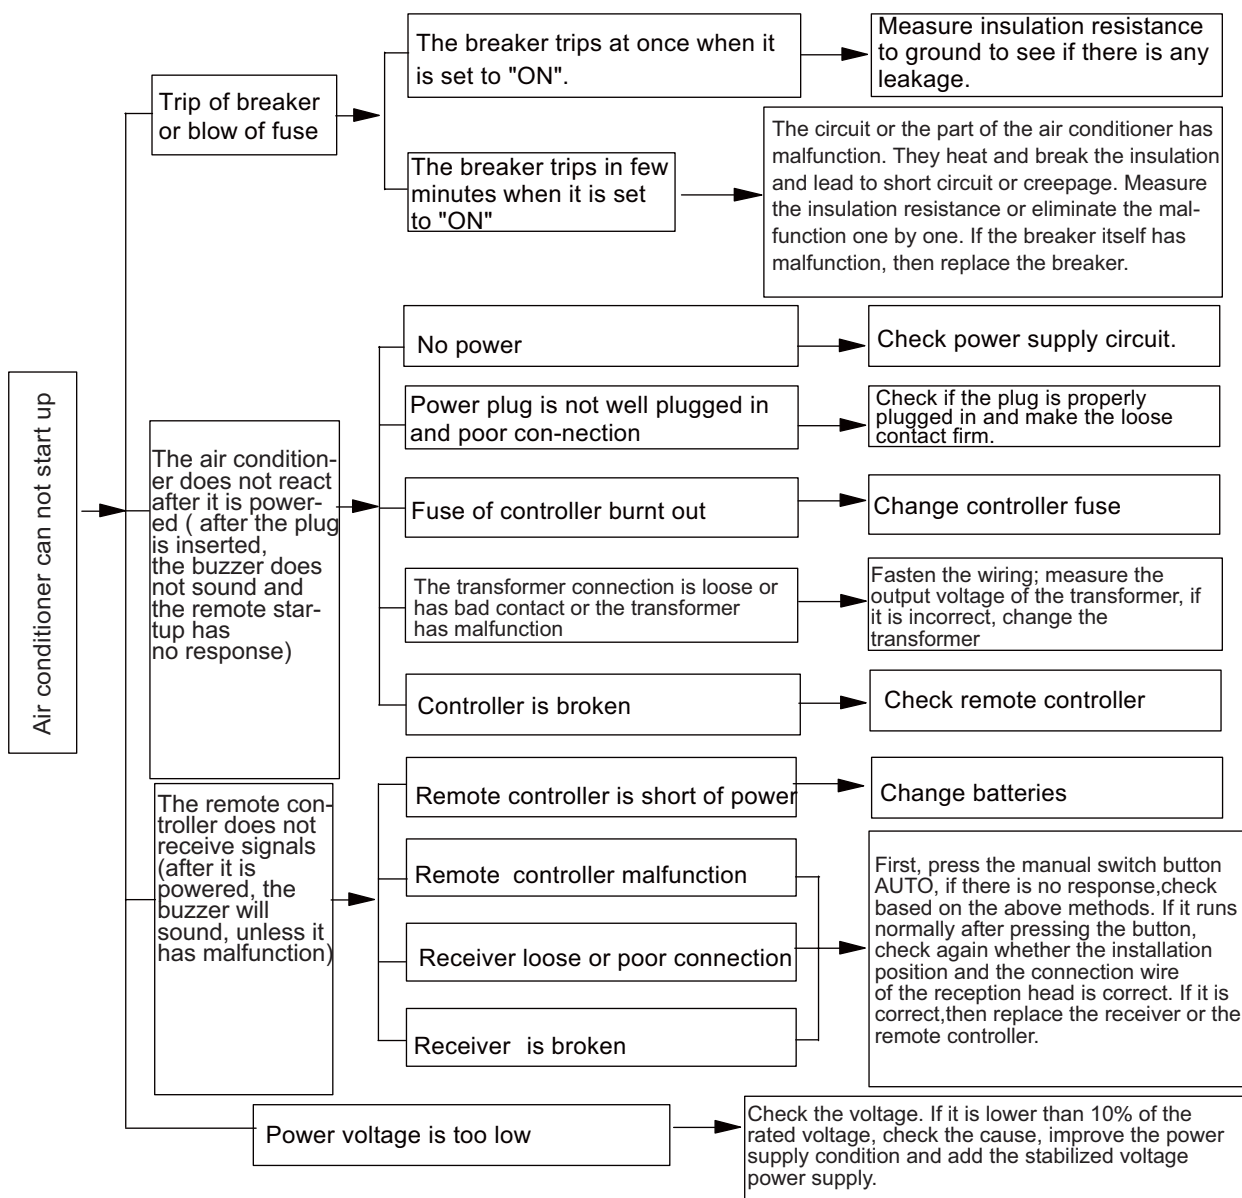 Air conditioner can not start up
Trip of breaker
or blow of fuse
The breaker trips at once when it
is set to "ON".
Measure insulation resistance
to ground to see if there is any
leakage.
The breaker trips in few
minutes when it is set
to "ON"
The circuit or the part of the air conditioner has
malfunction. They heat and break the insulation
and lead to short circuit or creepage. Measure
the insulation resistance or eliminate the mal-
function one by one. If the breaker itself has
malfunction, then replace the breaker.
The air condition-
er does not react
after it is power-
ed ( after the plug
is inserted,
the buzzer does
not sound and
the remote star-
tup has
no response)
No power
Check power supply circuit.
Power plug is not well plugged in
and poor con-nection
Check if the plug is properly
plugged in and make the loose
contact firm.
Fuse of controller burnt out
Change controller fuse
The transformer connection is loose or
has bad contact or the transformer
has malfunction
Fasten the wiring; measure the
output voltage of the transformer, if
it is incorrect, change the
transformer
Controller is broken
Check remote controller
The remote con-
troller does not
receive signals
(after it is
powered, the
buzzer will
sound, unless it
has malfunction)
Remote controller is short of power
Change batteries
Remote controller malfunction
Receiver loose or poor connection
Receiver is broken
First, press the manual switch button
AUTO, if there is no response,check
based on the above methods. If it runs
normally after pressing the button,
check again whether the installation
position and the connection wire
of the reception head is correct. If it is
correct,then replace the receiver or the
remote controller.
Power voltage is too low
Check the voltage. If it is lower than 10% of the
rated voltage, check the cause, improve the power
supply condition and add the stabilized voltage
power supply.